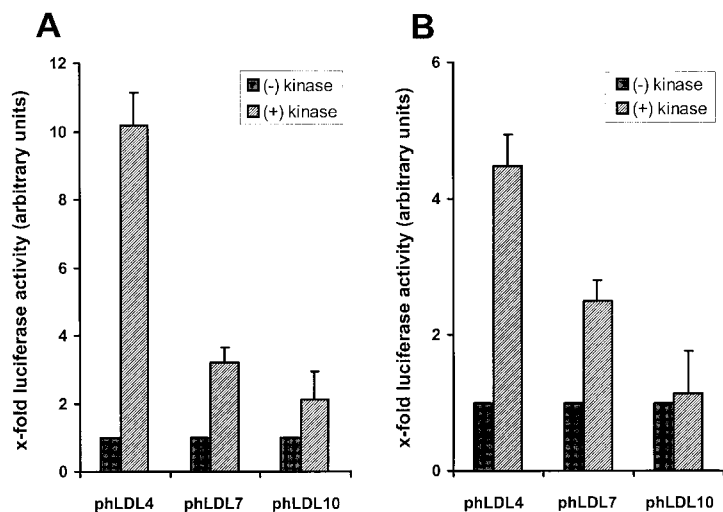 A
x-fold luciferase activity (arbitrary units)
12
10
8
6
4
2
0
(-) kinase
(+) kinase
phLDL4 phLDL7 phLDL10
B
x-fold luciferase activity (arbitrary units)
6
4
2
0
(-) kinase
(+) kinase
phLDL4 phLDL7 phLDL10